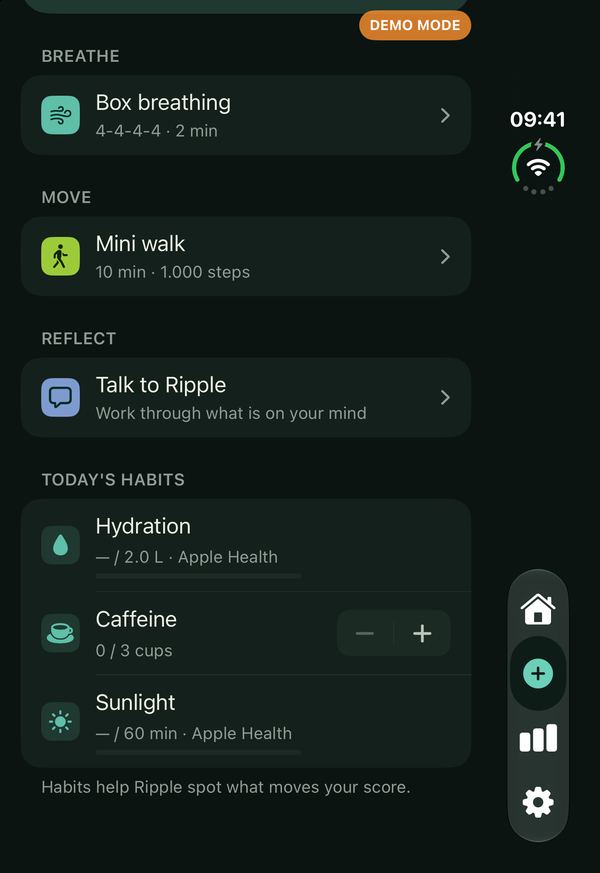 DEMO MODE
BREATHE
Box breathing
4-4-4-4 · 2 min
09:41
MOVE
Mini walk
10 min · 1.000 steps
REFLECT
Talk to Ripple
Work through what is on your mind
TODAY'S HABITS
Hydration
— / 2.0 L · Apple Health
Caffeine
0 / 3 cups
Sunlight
— / 60 min · Apple Health
Habits help Ripple spot what moves your score.